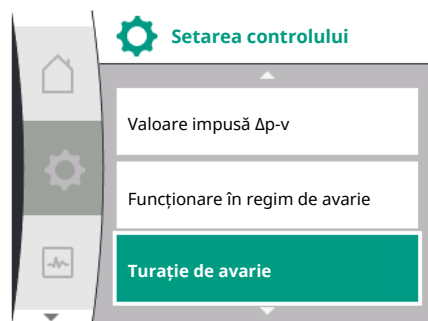 Setarea controlului
Valoare impusă Δp-v
Funcționare în regim de avarie
Turație de avarie